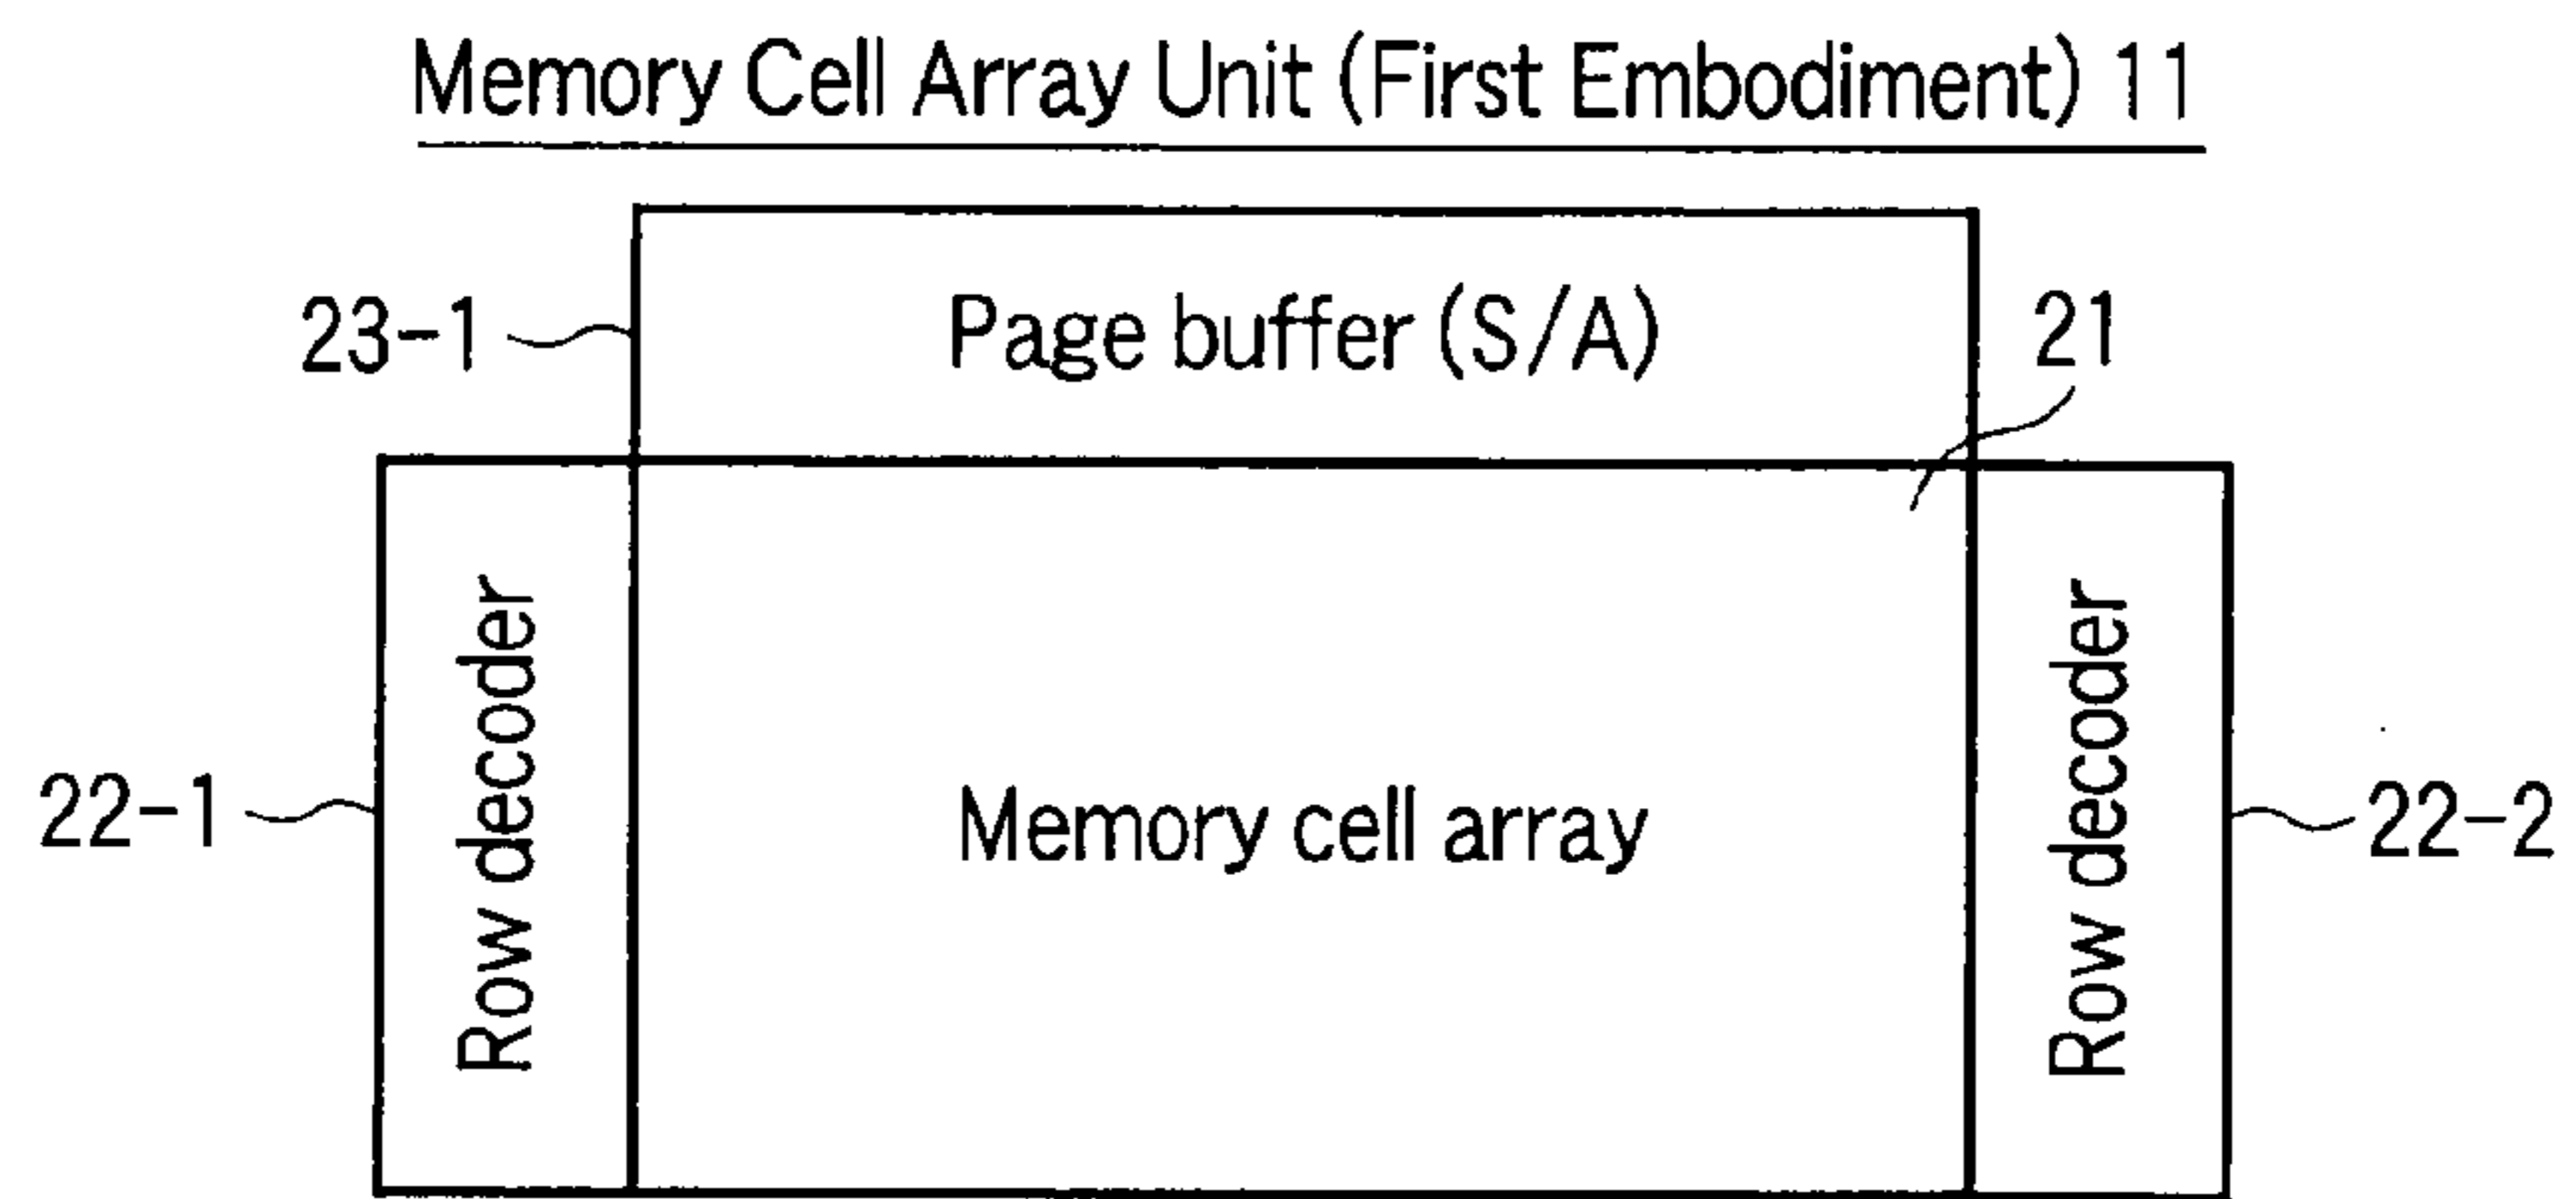 Memory Cell Array Unit (First Embodiment) 11
23-1
Page buffer (S/A)
21
22-1
Row decoder
Memory cell array
Row decoder
22-2